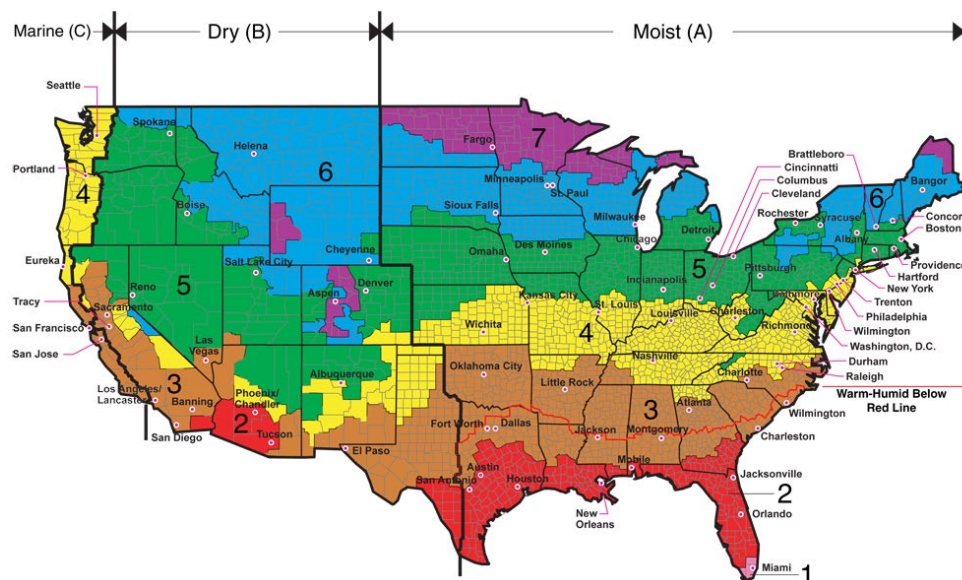 Marine (C)
Dry (B)
Moist (A)
Seattle
Spokane
Helena
Fargo
7
Brattleboro
Cincinnatti
Columbus
Cleveland
Portland
6
Minneapolis
St. Paul
6
Bangor
4
Boise
Sioux Falls
Milwaukee
Rochester
Syracuse
Concord
Albany
Boston
Cheyenne
Chicago
Detroit
Eureka
Salt Lake City
Omaha
Des Moines
5
Providence
Reno
5
Aspen
Denver
Indianapolis
Pittsburgh
Hartford
New York
Tracy
Sacramento
Kansas City
St. Louis
Baltimore
Trenton
Charleston
Philadelphia
San Francisco
Wichita
4
Louisville
Richmond
Wilmington
San Jose
Las
Vegas
Washington, D.C.
Nashville
Durham
3
Albuquerque
Oklahoma City
Charlotte
Raleigh
Los Angeles/
Lancaster
Phoenix/
Chandler
Little Rock
Warm-Humid Below
Red Line
Banning
2
3
Atlanta
Wilmington
San Diego
Tucson
Fort Worth
Dallas
Jackson
Montgomery
Charleston
El Paso
Mobile
Austin
San Antonio
Houston
Jacksonville
2
New
Orleans
Orlando
Miami
1